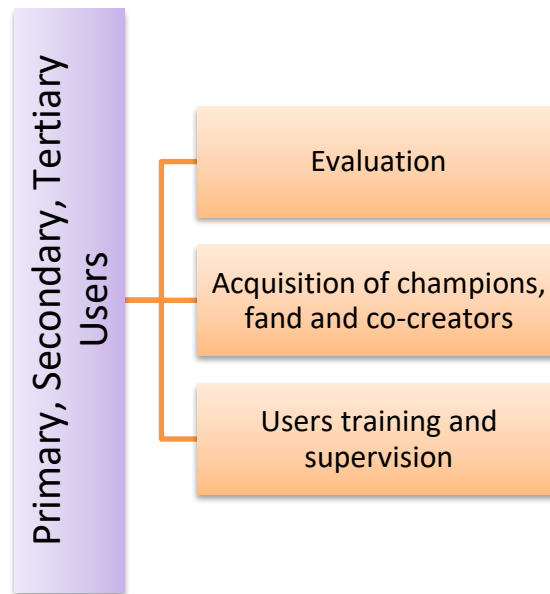 Primary, Secondary, Tertiary
Users
Evaluation
Acquisition of champions,
fand and co-creators
Users training and
supervision